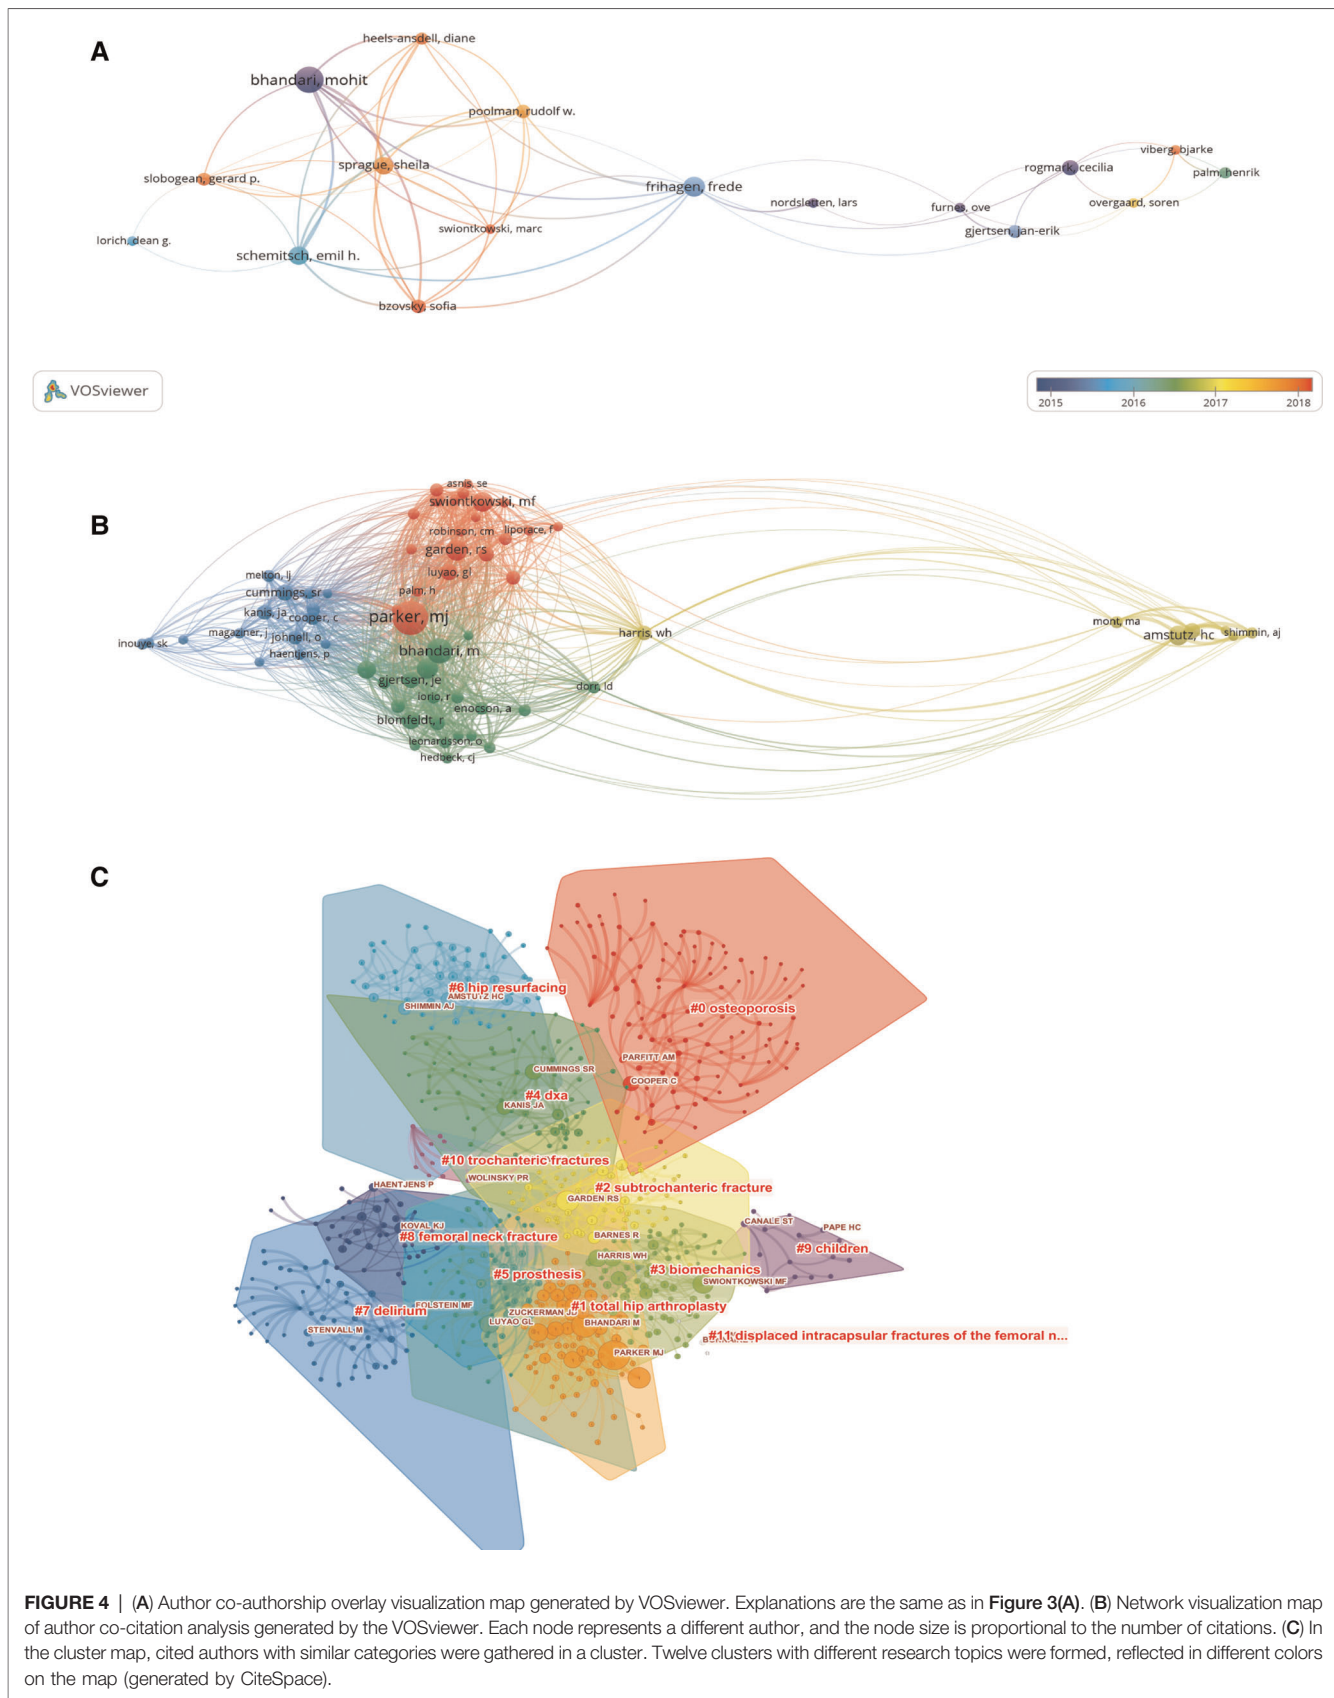 A
heels-ansdell, diane
bhandari, mohit
poolman, rudolf w.
sprague, sheila
slobogean, gerard p.
viberg, bjarke
rogmark, cecilia
palm, henrik
frihagen, frede
nordsletten, lars
furnes, ove
overgaard, soren
swiontkowski, marc
gjertsen, jan-erik
lorich, dean g.
schemitsch, emil h.
bzovsky, sofia
VOSviewer
2015 2016 2017 2018
B
asnis, se
swiontkowski, mf
robinson, cm
liporace, f
garden, rs
luyao, gl
melton, lj
palm, h
cummings, sr
kanis, ja
cooper, c
parker, mj
magaziner, j
johnell, o
inouye, sk
haentjens, p
bhandari, m
harris, wh
mont, ma
amstutz, hc
shimmin, aj
gjertsen, je
dorr, ld
iorio, r
enocson, a
blomfeldt, r
leonardsson, o
hedbeck, cj
C
#6 hip resurfacing
AMSTUTZ HC
SHIMMIN AJ
#0 osteoporosis
PARFITT AM
CUMMINGS SR
COOPER C
#4 dxa
KANIS JA
#10 trochanteric fractures
WOLINSKY PR
HAENTJENS P
#2 subtrochanteric fracture
GARDEN RS
KOVAL KJ
#8 femoral neck fracture
BARNES R
CANALE ST
PAPE HC
#9 children
HARRIS WH
#5 prosthesis
#3 biomechanics
SWIONTKOWSKI MF
#7 delirium
FOLSTEIN MF
ZUCKERMAN JD
#1 total hip arthroplasty
LUYAO GL
BHANDARI M
STENVALL M
#11 displaced intracapsular fractures of the femoral n...
PARKER MJ
FIGURE 4 | (A) Author co-authorship overlay visualization map generated by VOSviewer. Explanations are the same as in Figure 3(A). (B) Network visualization map
of author co-citation analysis generated by the VOSviewer. Each node represents a different author, and the node size is proportional to the number of citations. (C) In
the cluster map, cited authors with similar categories were gathered in a cluster. Twelve clusters with different research topics were formed, reflected in different colors
on the map (generated by CiteSpace).